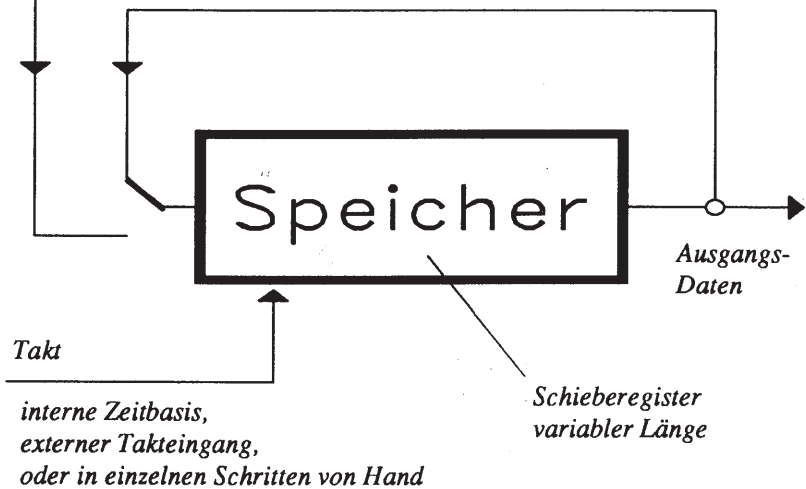 Speicher
Ausgangs-
Daten
Takt
Schieberegister
variabler Länge
interne Zeitbasis,
externer Takteingang,
oder in einzelnen Schritten von Hand